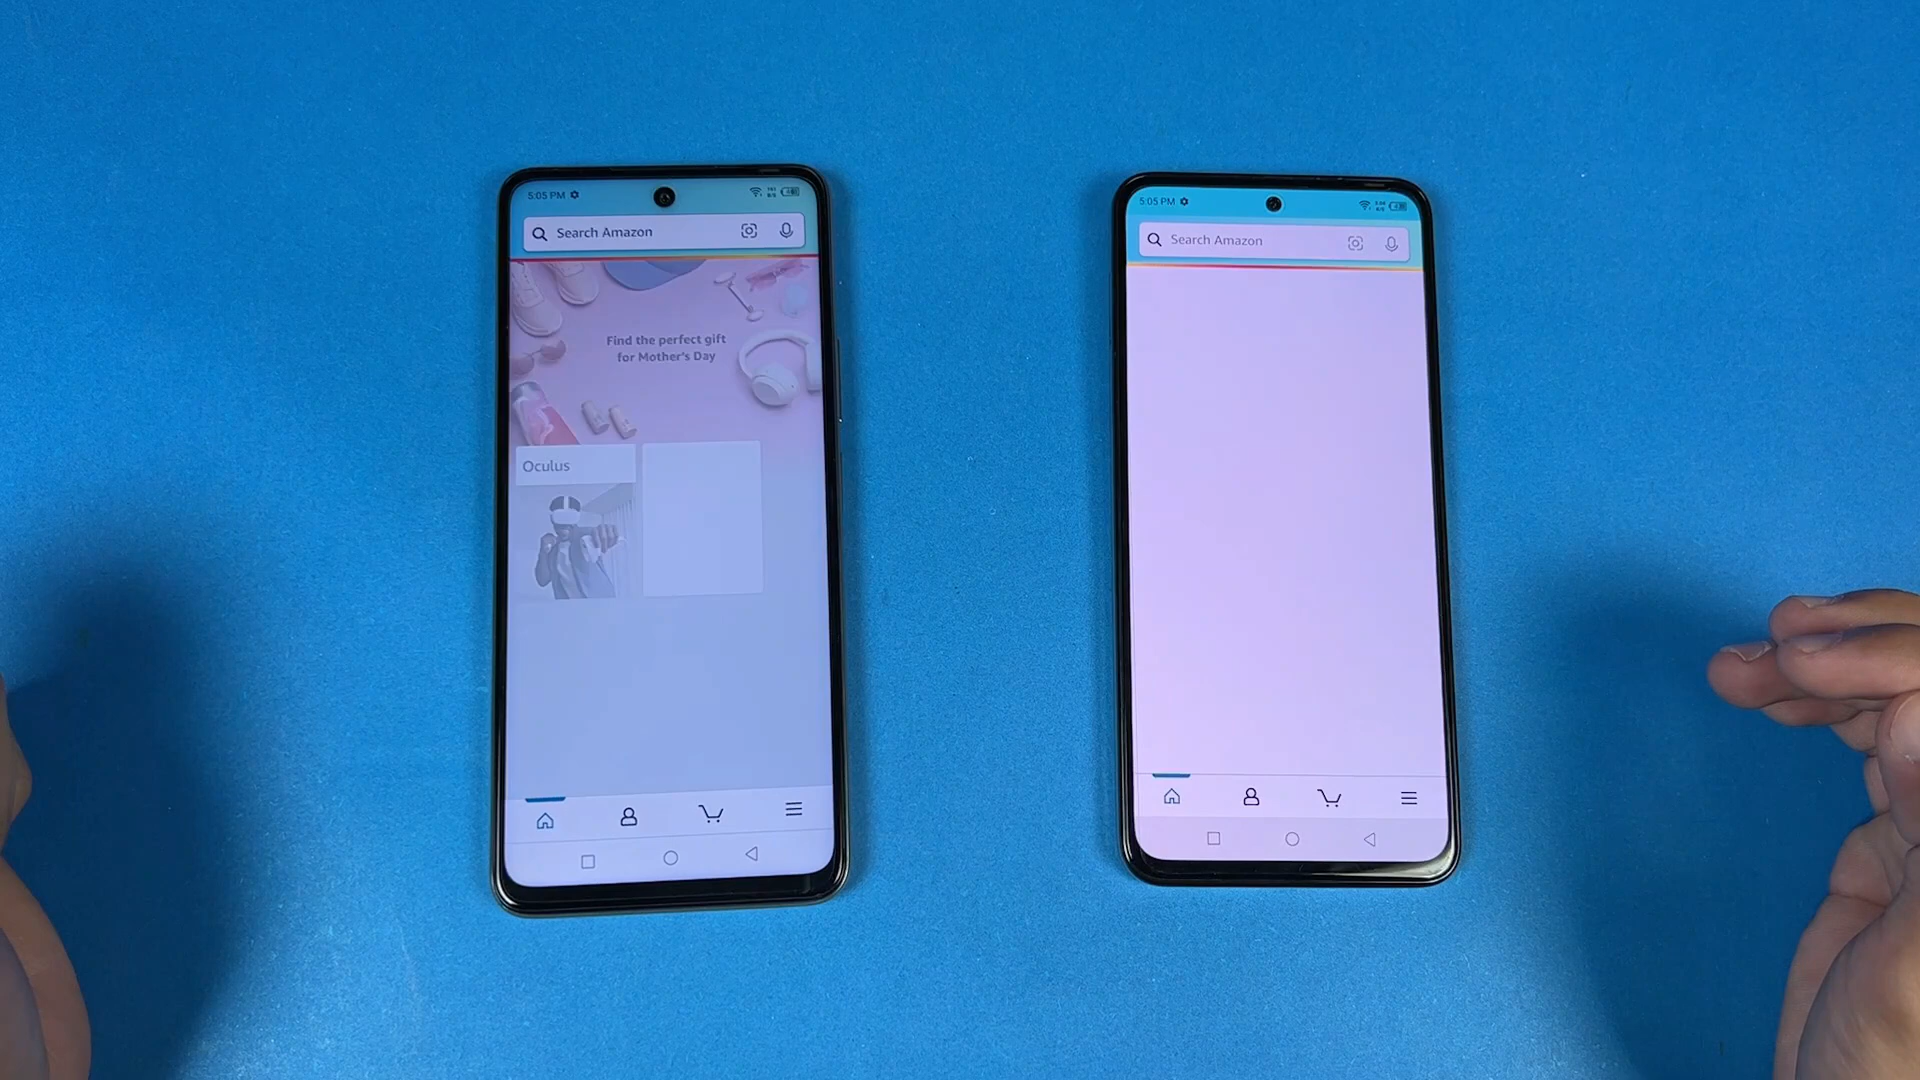 5:05 PM
Search Amazon
Find the perfect gift
for Mother's Day
Oculus
5:05 PM
Search Amazon